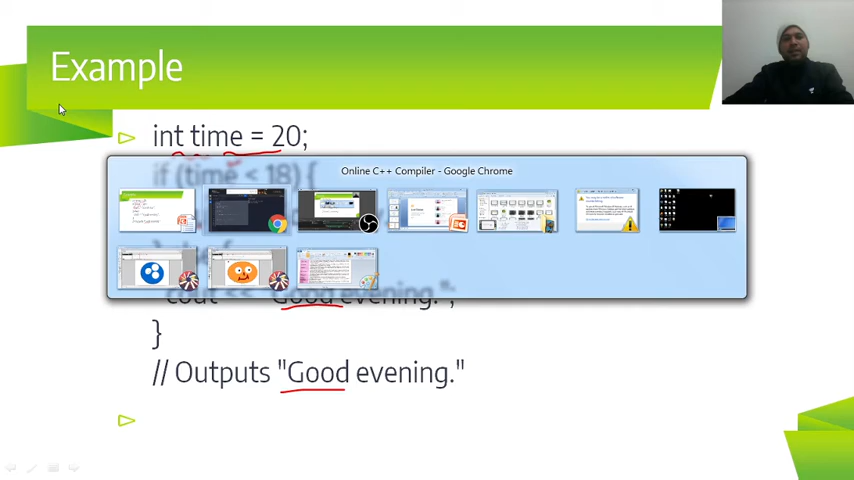 Example
int time = 20;
Online C++ Compiler - Google Chrome
if (time < 18) {
cout << "Good evening.";
}
// Outputs "Good evening."